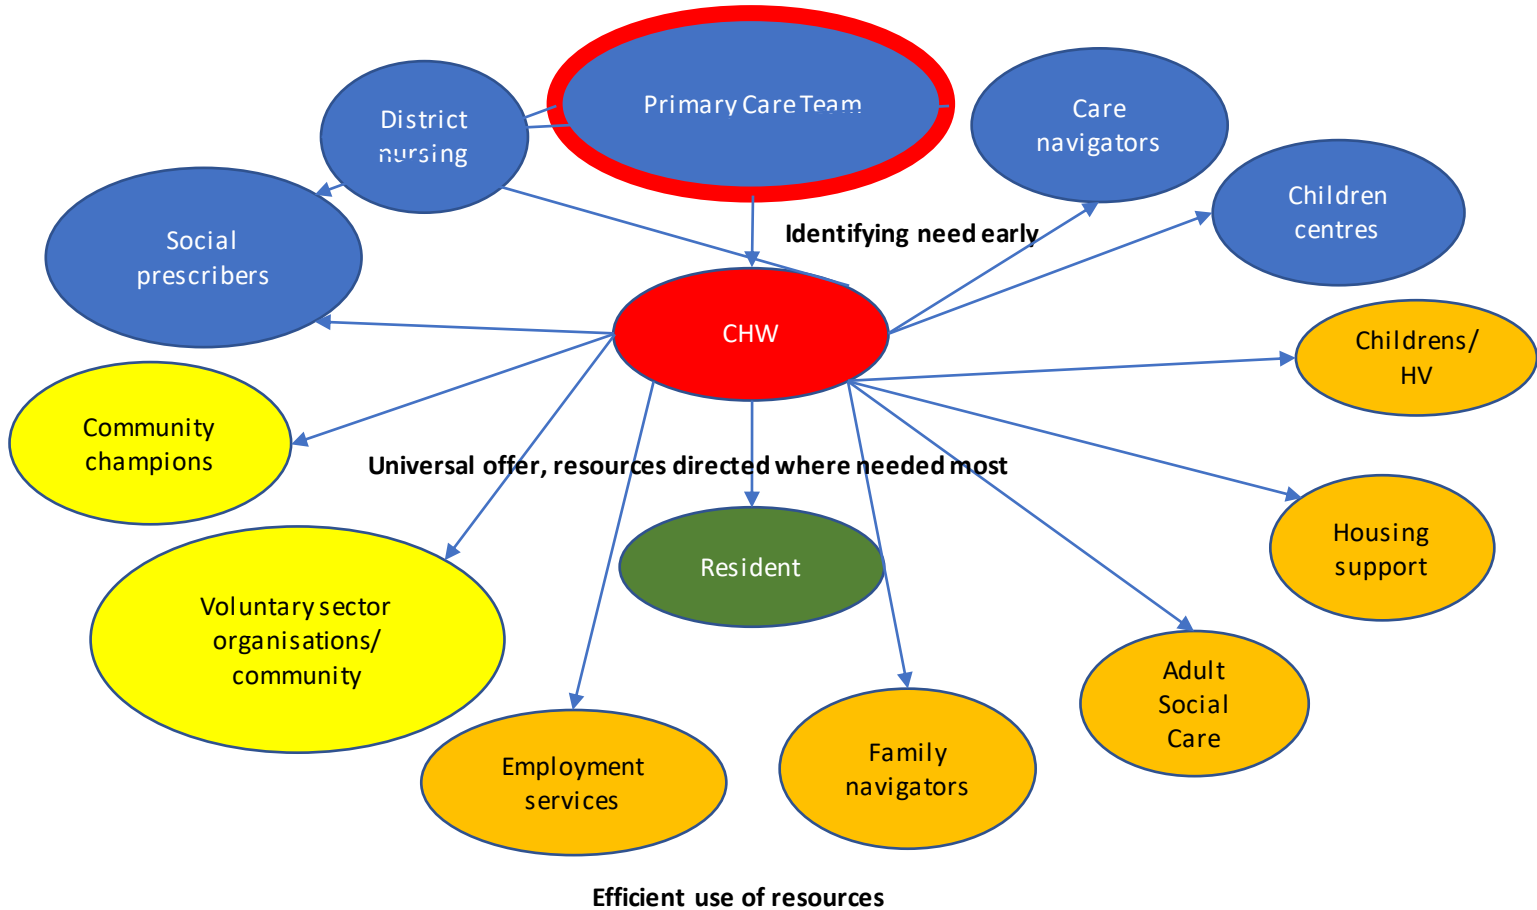 Primary Care Team
District
nursing
Care
navigators
Children
centres
Social
prescribers
Identifying need early
CHW
Childrens/
HV
Community
champions
Universal offer, resources directed where needed most
Resident
Housing
support
Voluntary sector
organisations/
community
Adult
Social
Care
Employment
services
Family
navigators
Efficient use of resources